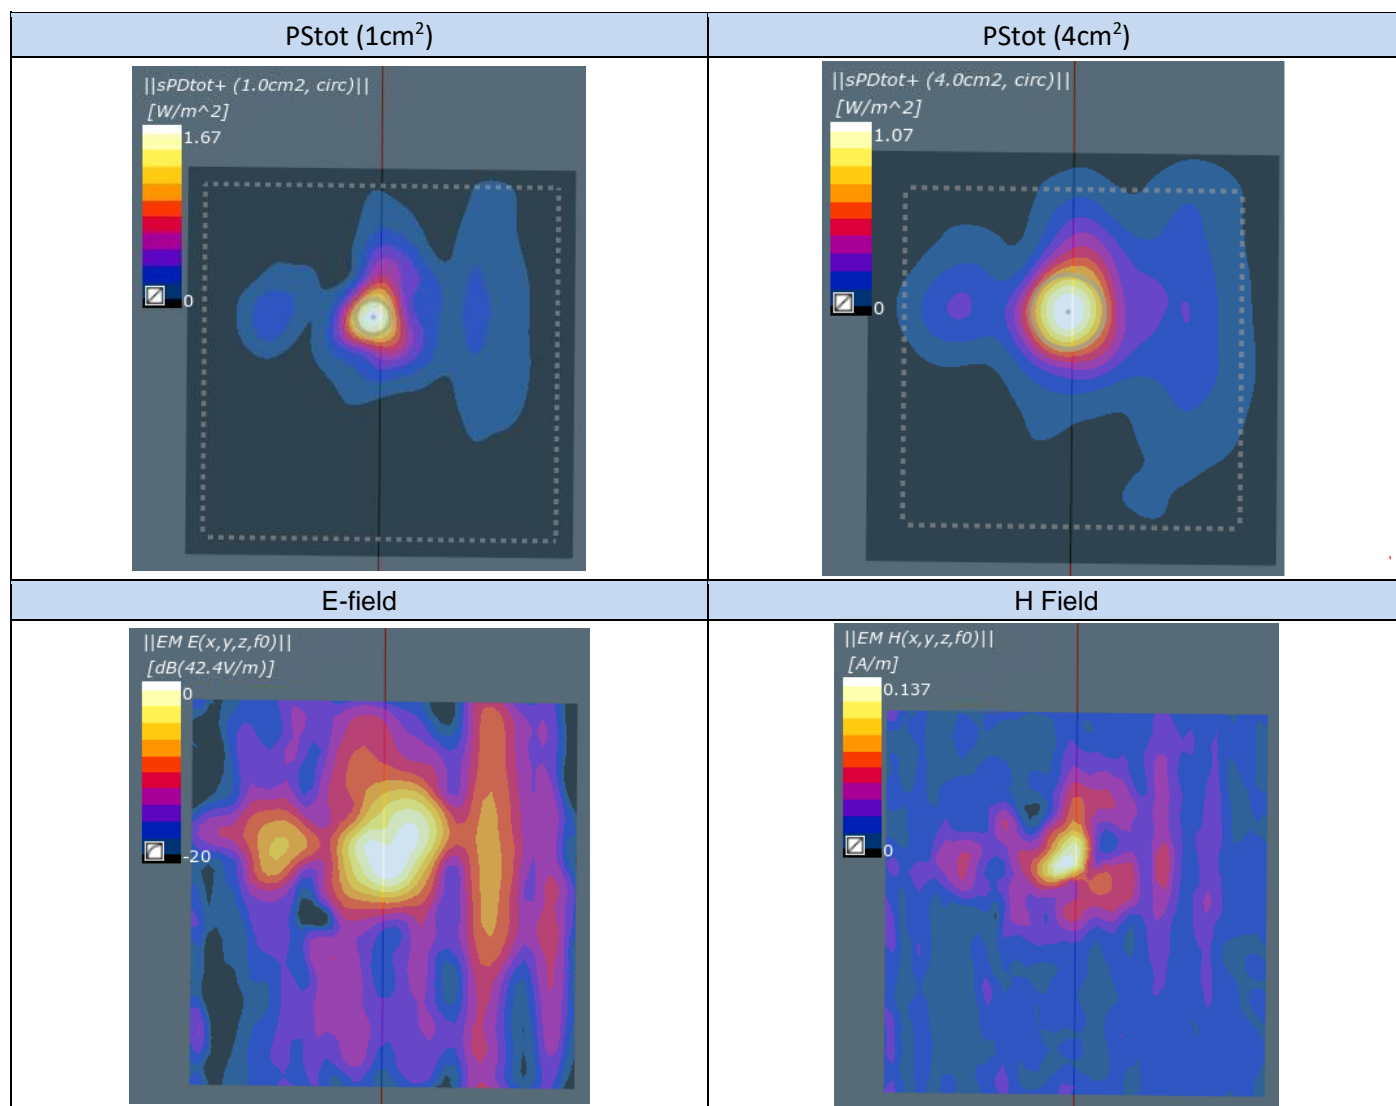 PStot (1cm²)
PStot (4cm²)
||sPDtot+ (1.0cm2, circ)||
[W/m^2]
1.67
0
||sPDtot+ (4.0cm2, circ)||
[W/m^2]
1.07
0
E-field
H Field
||EM E(x,y,z,f0)||
[dB(42.4V/m)]
0
-20
||EM H(x,y,z,f0)||
[A/m]
0.137
0